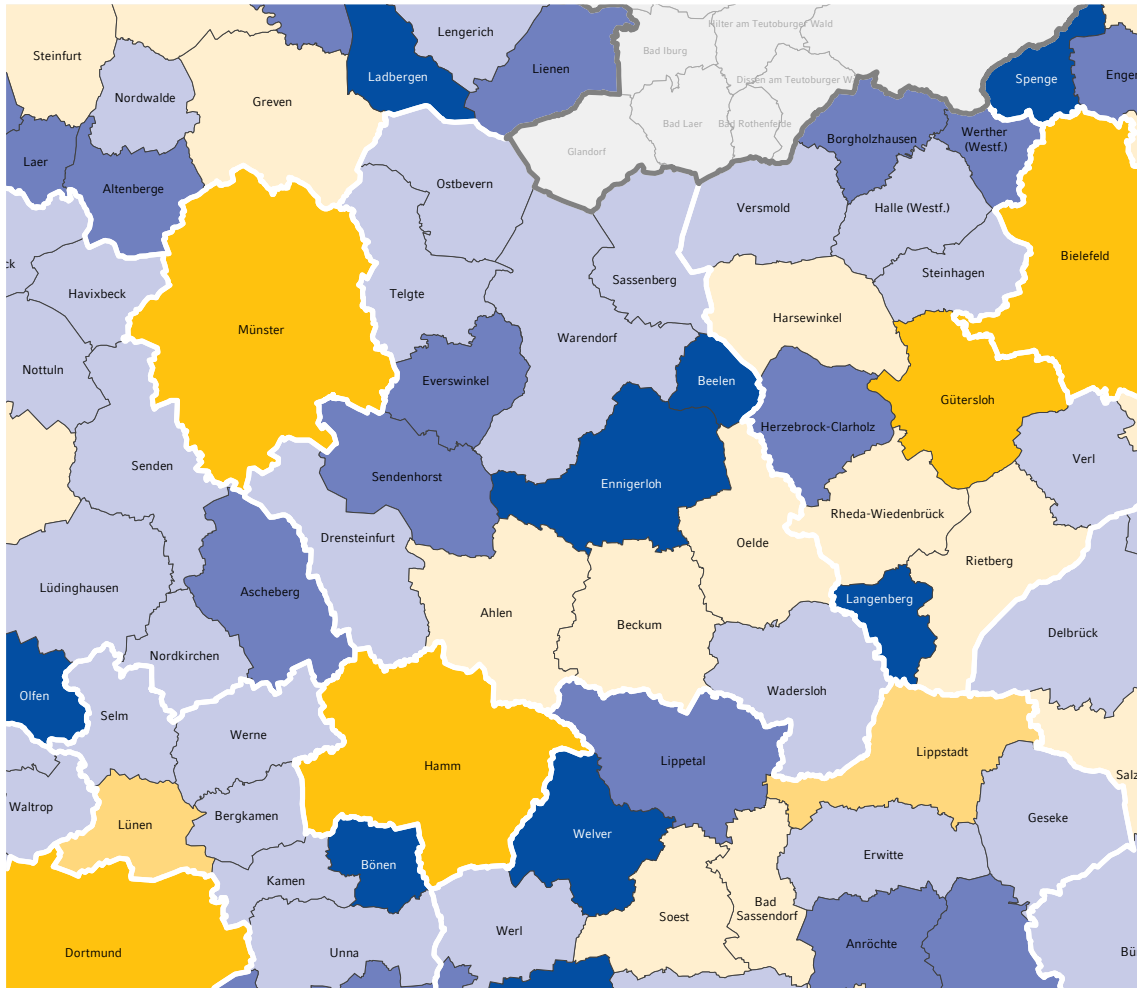 Hilter am Teutoburger Wald
Lengerich
Steinfurt
Bad Iburg
Lienen
Ladbergen
Spenge
Enger
Dissen am Teutoburger W
Nordwalde
Greven
Bad Laer
Bad Rothenfelde
Borgholzhausen
Werther
(Westf.)
Glandorf
Laer
Altenberge
Ostbevern
Versmold
Halle (Westf.)
Bielefeld
ck
Havixbeck
Telgte
Sassenberg
Steinhagen
Münster
Harsewinkel
Warendorf
Nottuln
Everswinkel
Beelen
Gütersloh
Herzebrock-Clarholz
Senden
Verl
Sendenhorst
Ennigerloh
Rheda-Wiedenbrück
Drensteinfurt
Oelde
Rietberg
Lüdinghausen
Ascheberg
Langenberg
Ahlen
Beckum
Delbrück
Nordkirchen
Olfen
Wadersloh
Selm
Werne
Lippstadt
Hamm
Lippetal
Salz
Waltrop
Bergkamen
Geseke
Lünen
Welver
Erwitte
Bönen
Kamen
Bad
Sassendorf
Soest
Werl
Anröchte
Dortmund
Unna
Bü